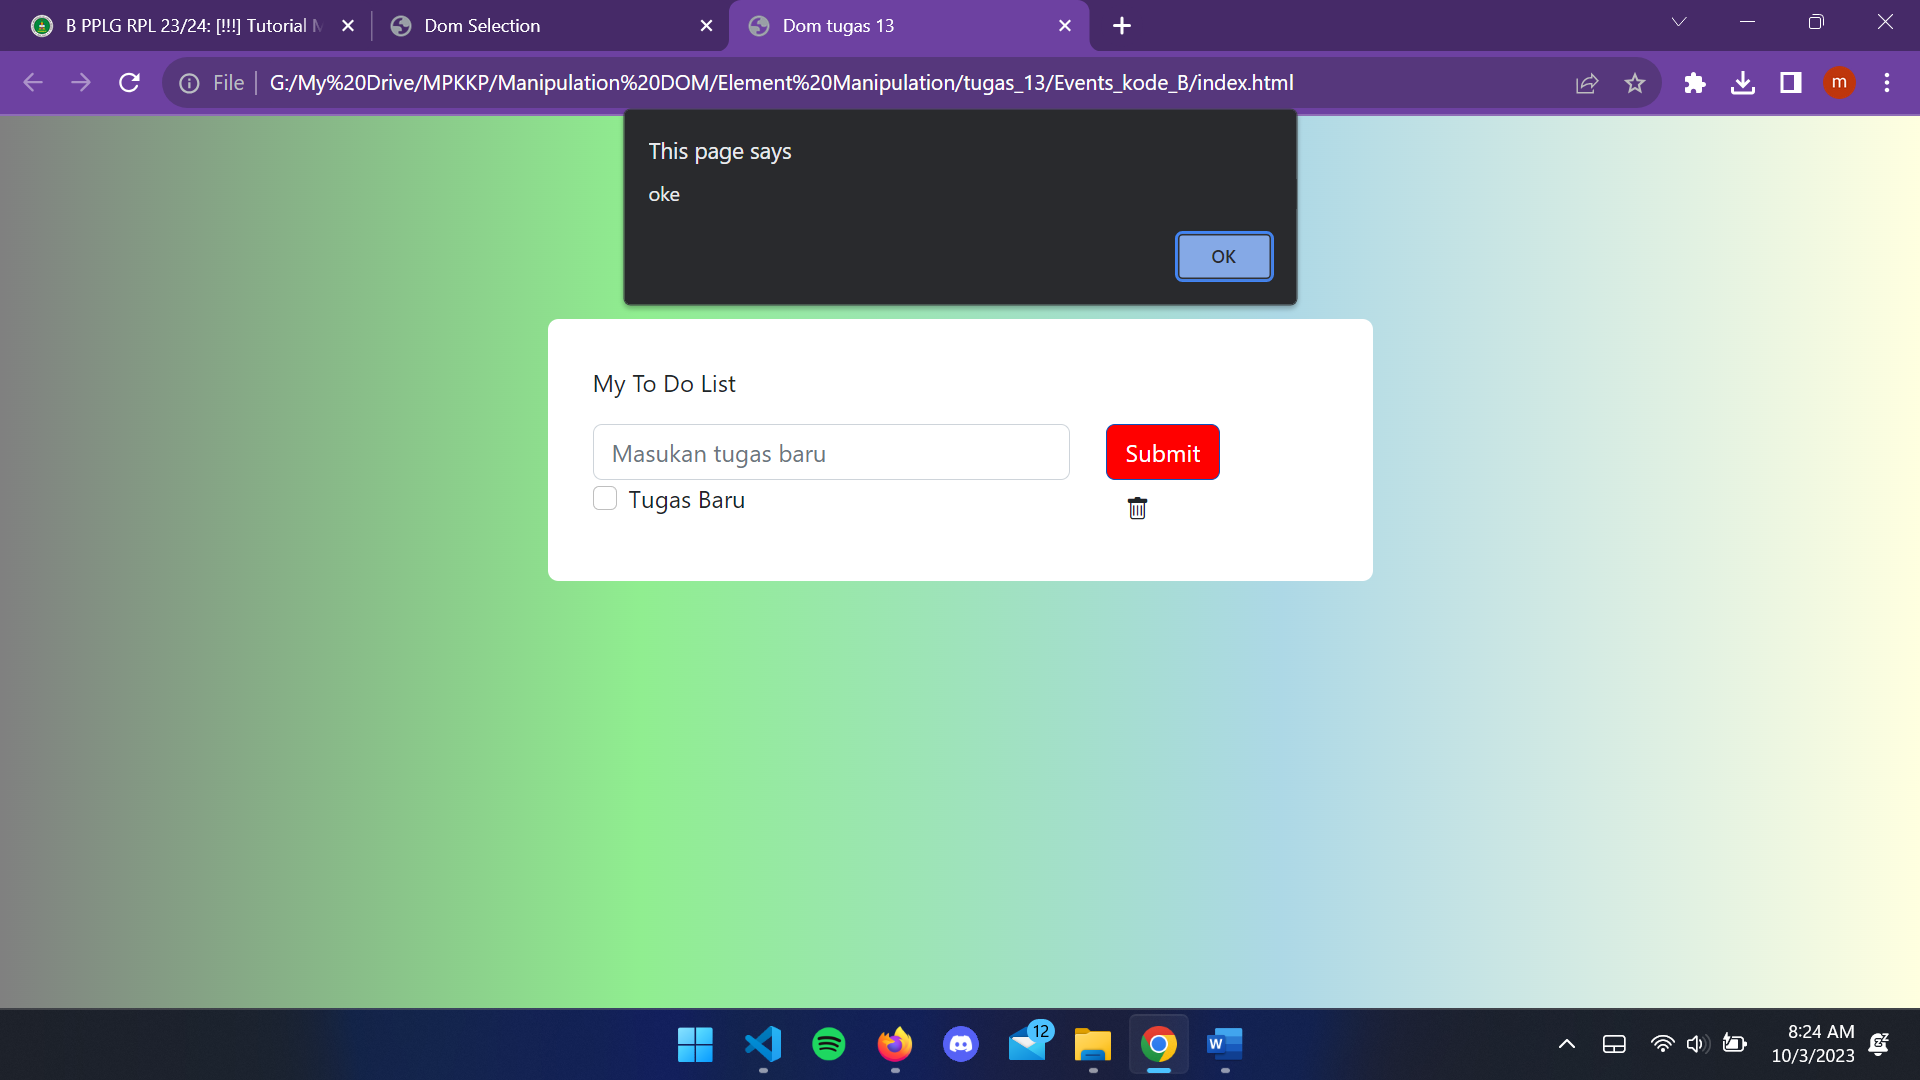 B PPLG RPL 23/24: [!!!] Tutorial
Dom Selection
Dom tugas 13
File
G:/My%20Drive/MPKKP/Manipulation%20DOM/Element%20Manipulation/tugas_13/Events_kode_B/index.html
m
This page says
oke
OK
My To Do List
Masukan tugas baru
Submit
Tugas Baru
12
W
8:24 AM
10/3/2023